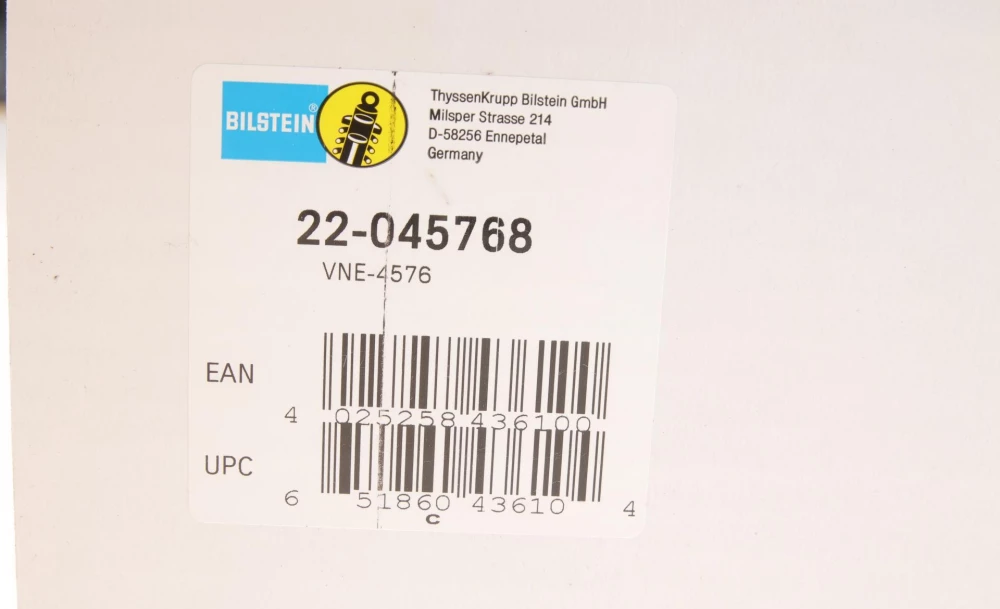 BILSTEIN®
ThyssenKrupp Bilstein GmbH
Milsper Strasse 214
D-58256 Ennepetal
Germany
22-045768
VNE-4576
EAN
4 025258 436100
UPC
6 51860 43610 4
C